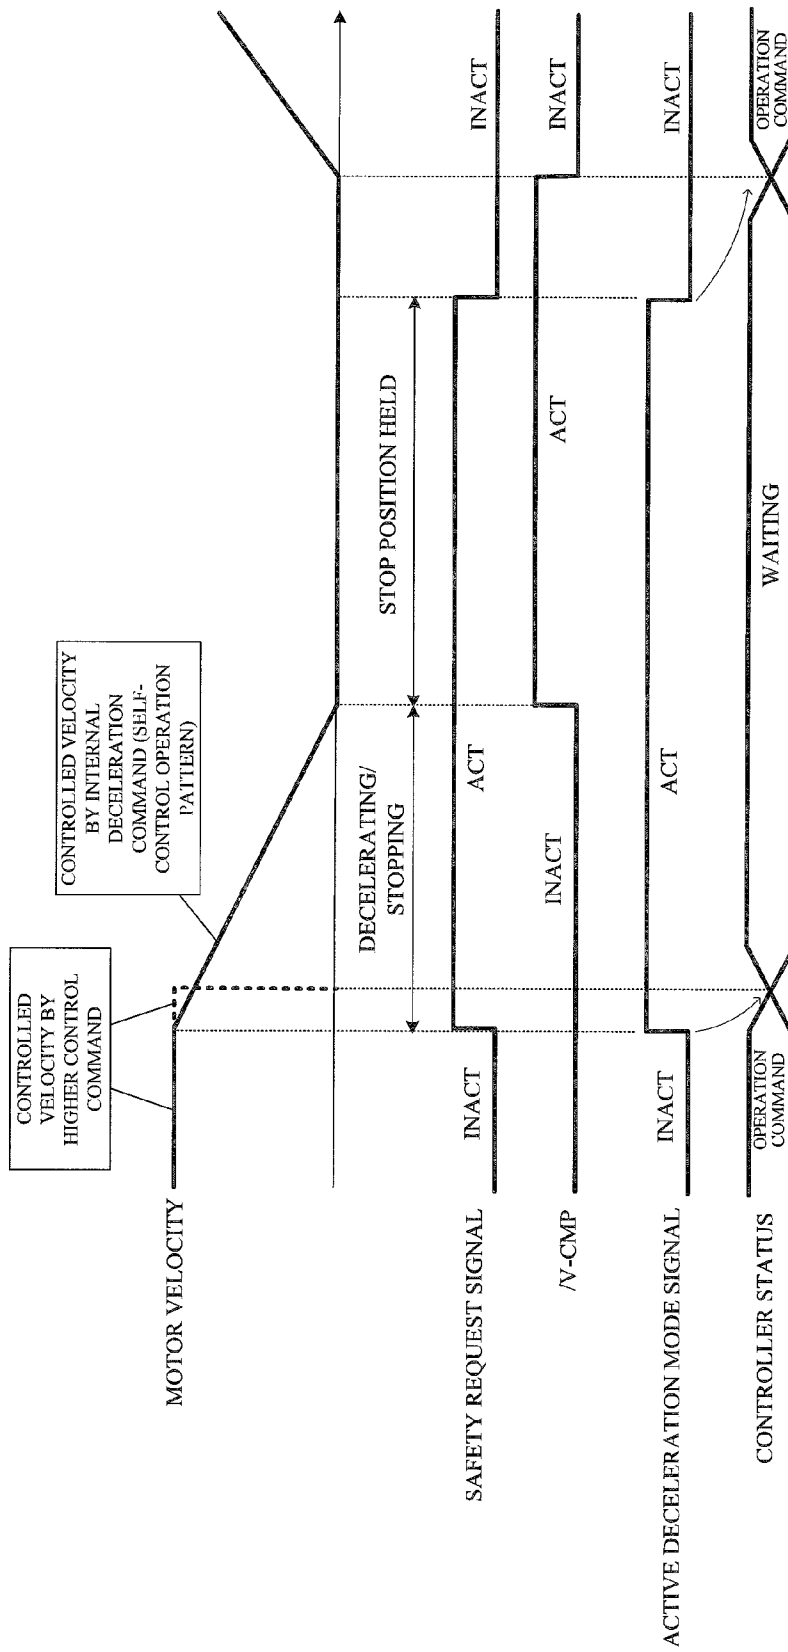 CONTROLLED
VELOCITY BY
HIGHER CONTROL
COMMAND
CONTROLLED VELOCITY
BY INTERNAL
DECELERATION
COMMAND (SELF-
CONTROL OPERATION
PATTERN)
MOTOR VELOCITY
DECELERATING/
STOPPING
STOP POSITION HELD
SAFETY REQUEST SIGNAL
INACT
ACT
INACT
/V-CMP
INACT
ACT
INACT
ACTIVE DECELERATION MODE SIGNAL
INACT
ACT
INACT
CONTROLLER STATUS
OPERATION
COMMAND
WAITING
OPERATION
COMMAND